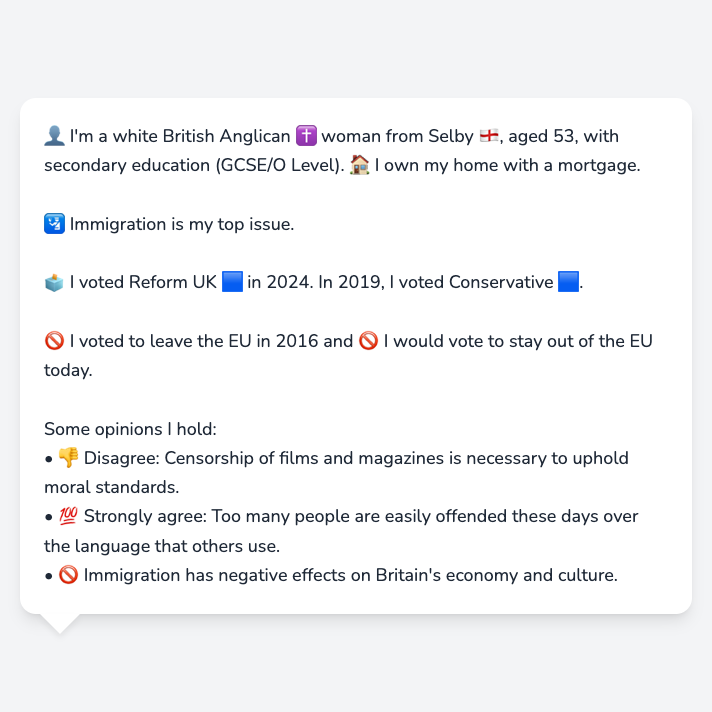 👤 I'm a white British Anglican ✝️ woman from Selby 🏴󠁧󠁢󠁥󠁮󠁧󠁿, aged 53, with
secondary education (GCSE/O Level). 🏠 I own my home with a mortgage.
🛂 Immigration is my top issue.
🗳️ I voted Reform UK 🟦 in 2024. In 2019, I voted Conservative 🟦.
🚫 I voted to leave the EU in 2016 and 🚫 I would vote to stay out of the EU
today.
Some opinions I hold:
• 👎 Disagree: Censorship of films and magazines is necessary to uphold
moral standards.
• 💯 Strongly agree: Too many people are easily offended these days over
the language that others use.
• 🚫 Immigration has negative effects on Britain's economy and culture.